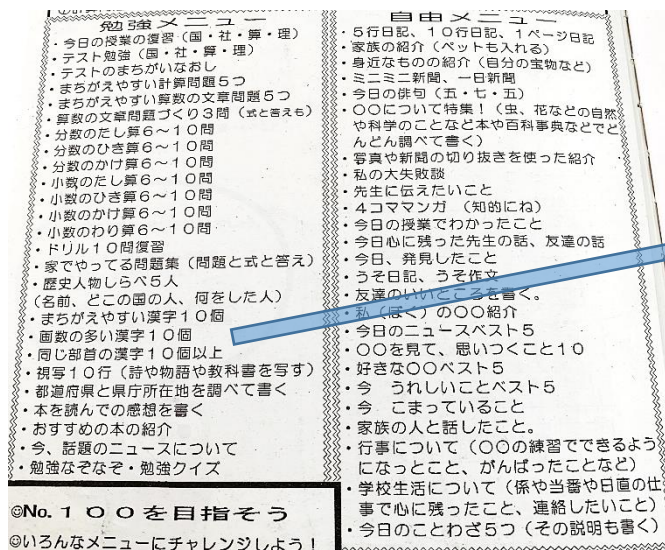 勉強メニュー
・今日の授業の復習（国・社・算・理）
・テスト勉強（国・社・算・理）
・テストのまちがいなおし
・まちがえやすい計算問題５つ
・まちがえやすい算数の文章問題５つ
・算数の文章問題づくり３問（式と答えも）
・分数のたし算６～１０問
・分数のひき算６～１０問
・分数のかけ算６～１０問
・小数のたし算６～１０問
・小数のひき算６～１０問
・小数のかけ算６～１０問
・小数のわり算６～１０問
・ドリル１０問復習
・家でやってる問題集（問題と式と答え）
・歴史人物しらべ５人
（名前、どこの国の人、何をした人）
・まちがえやすい漢字１０個
・画数の多い漢字１０個
・同じ部首の漢字１０個以上
・視写１０行（詩や物語や教科書を写す）
・都道府県と県庁所在地を調べて書く
・本を読んでの感想を書く
・おすすめの本の紹介
・今、話題のニュースについて
・勉強なぞなぞ・勉強クイズ
自由メニュー
・５行日記、１０行日記、１ページ日記
・家族の紹介（ペットも入れる）
・身近なものの紹介（自分の宝物など）
・ミニミニ新聞、一日新聞
・今日の俳句（五・七・五）
・〇〇について特集！（虫、花などの自然
や科学のことなど本や百科事典などでど
んどん調べて書く）
・写真や新聞の切り抜きを使った紹介
・私の大失敗談
・先生に伝えたいこと
・４コママンガ（知的にね）
・今日の授業でわかったこと
・今日心に残った先生の話、友達の話
・今日、発見したこと
・うそ日記、うそ作文
・友達のいいところを書く。
・私（ぼく）の〇〇紹介
・今日のニュースベスト５
・〇〇を見て、思いつくこと１０
・好きな〇〇ベスト５
・今　うれしいことベスト５
・今　こまっていること
・家族の人と話したこと。
・行事について（〇〇の練習でできるよう
になっとこと、がんばったことなど）
・学校生活について（係や当番や日直の仕
事で心に残ったこと、連絡したいこと）
・今日のことわざ５つ（その説明も書く）
☺No.１００を目指そう
☺いろんなメニューにチャレンジしよう！